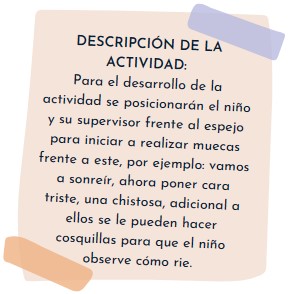 DESCRIPCIÓN DE LA
ACTIVIDAD:
Para el desarrollo de la
actividad se posicionarán el niño
y su supervisor frente al espejo
para iniciar a realizar muecas
frente a este, por ejemplo: vamos
a sonreír, ahora poner cara
triste, una chistosa, adicional a
ellos se le pueden hacer
cosquillas para que el niño
observe cómo rie.